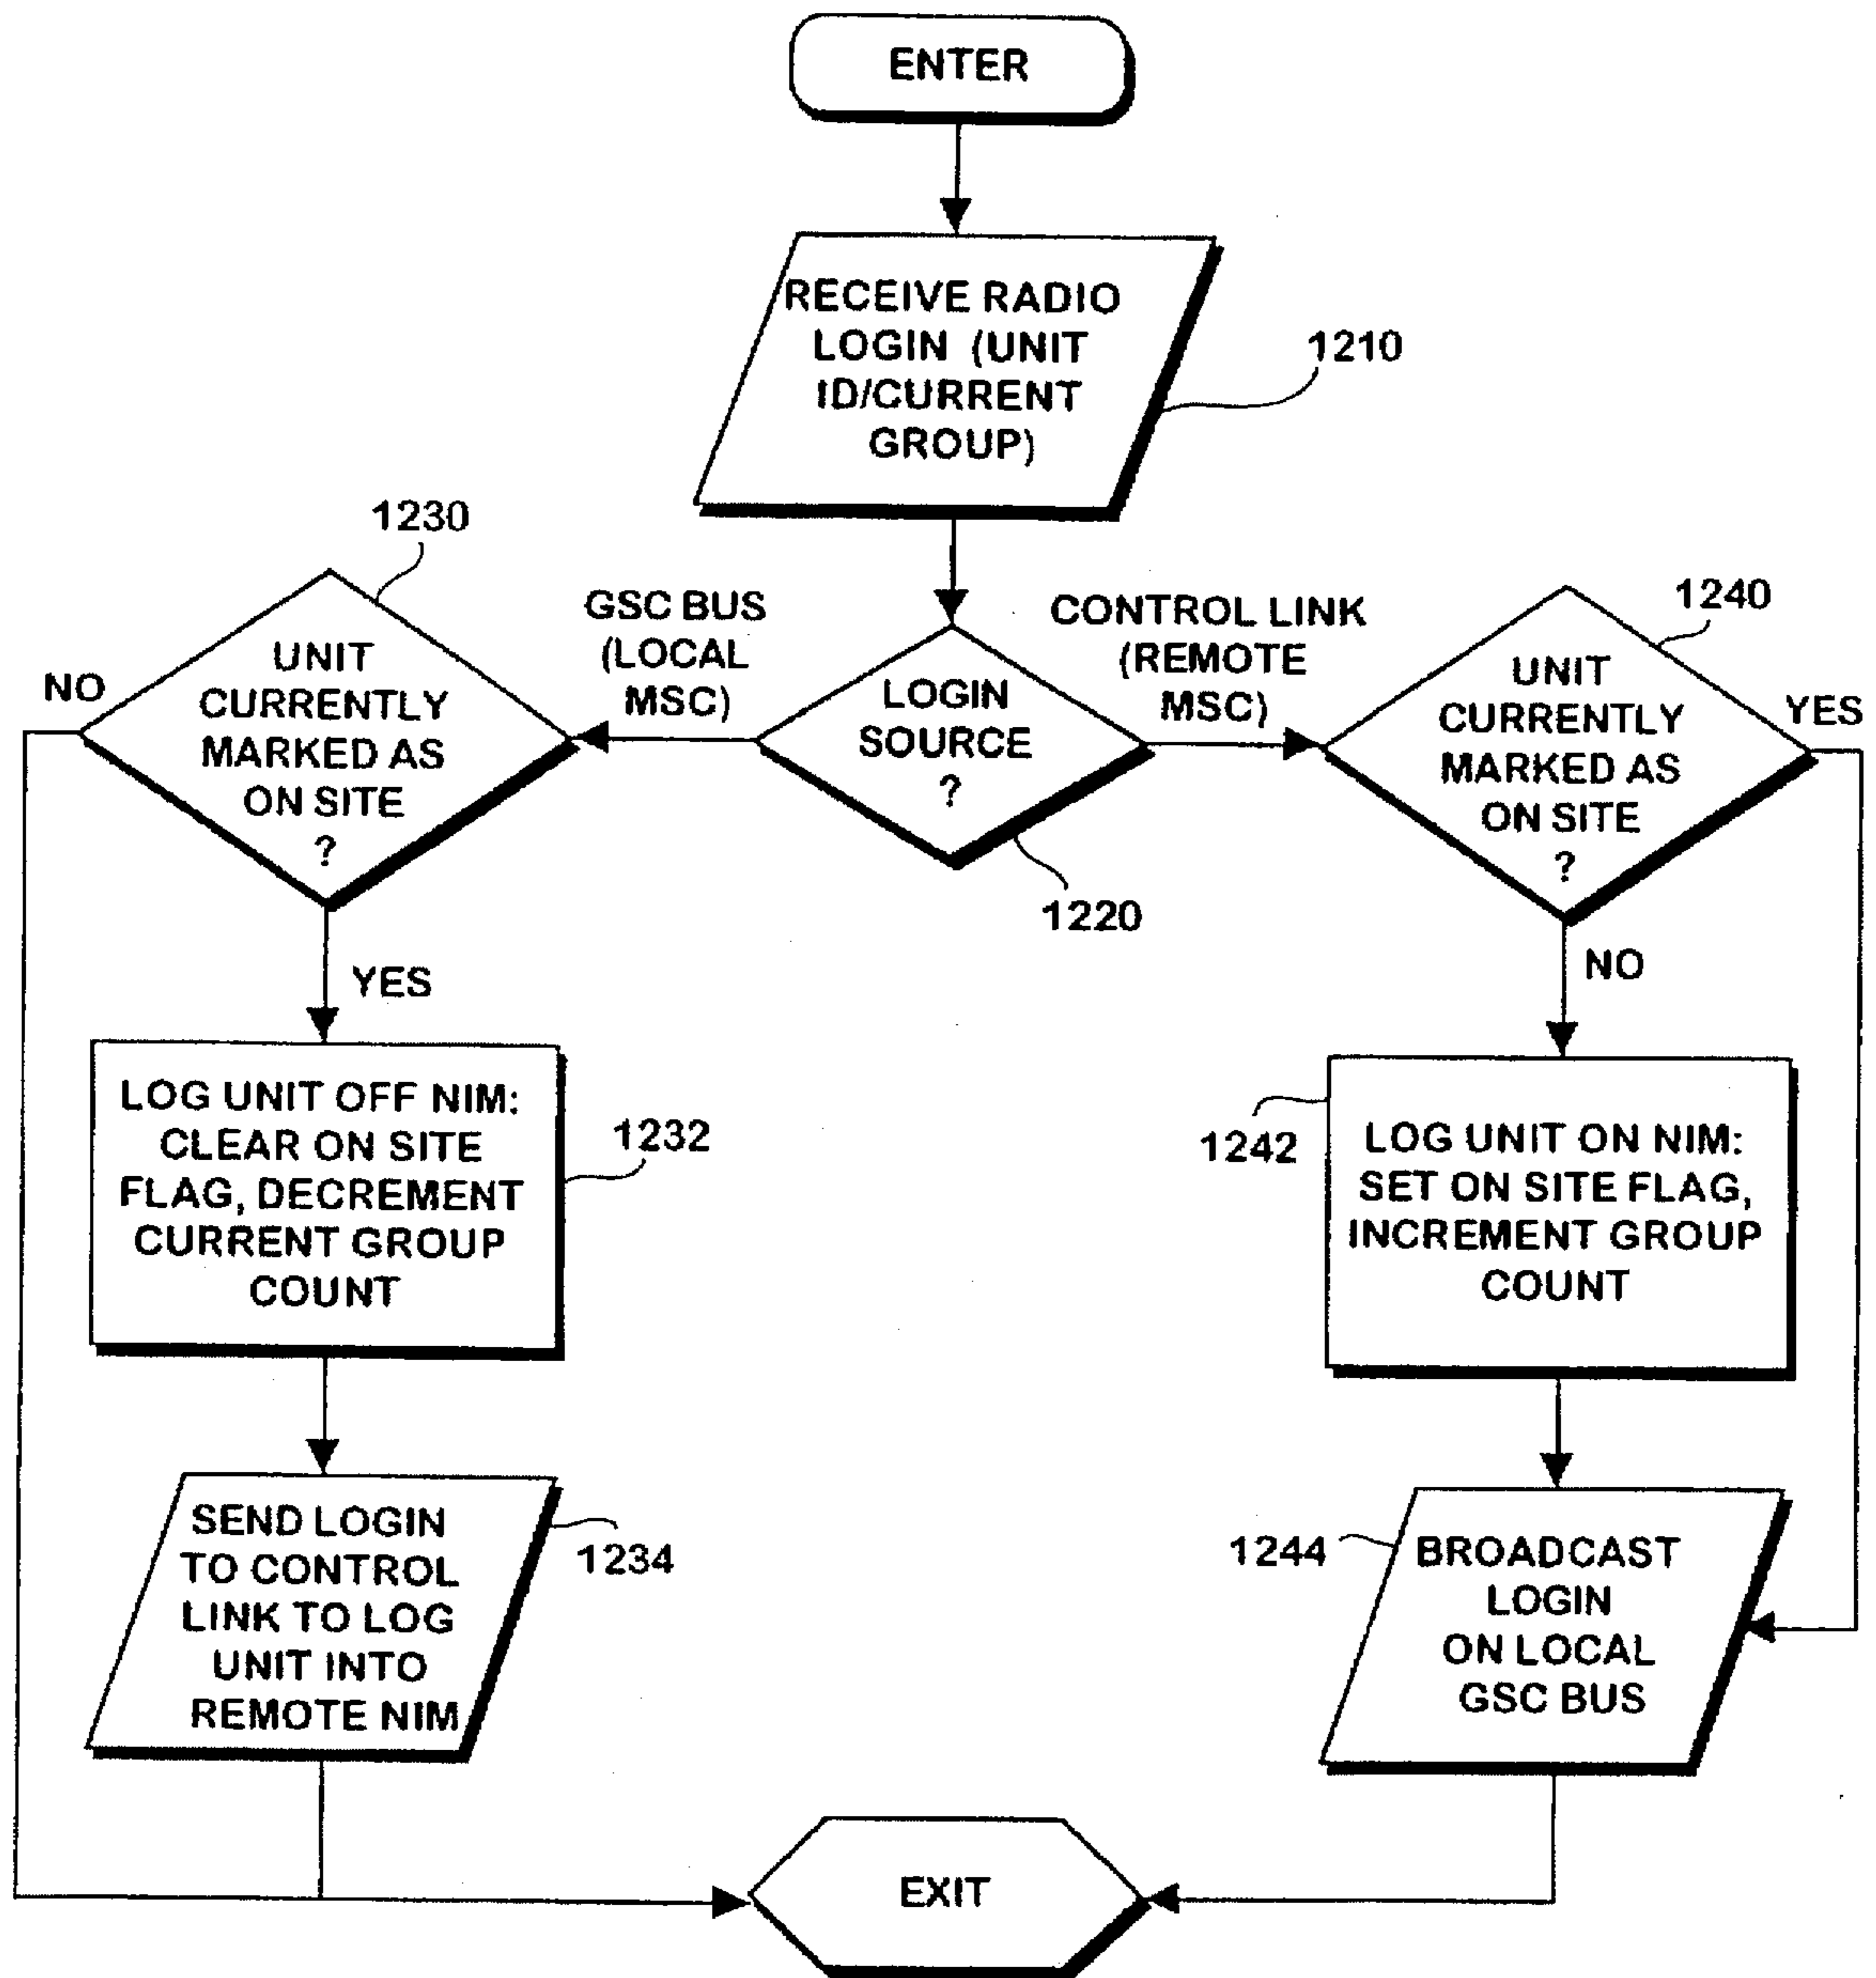 ENTER
RECEIVE RADIO
LOGIN (UNIT
ID/CURRENT
GROUP)
1210
1230
UNIT
CURRENTLY
MARKED AS
ON SITE
?
NO
YES
GSC BUS
(LOCAL
MSC)
LOGIN
SOURCE
?
1220
CONTROL LINK
(REMOTE
MSC)
1240
UNIT
CURRENTLY
MARKED AS
ON SITE
?
YES
NO
LOG UNIT OFF NIM:
CLEAR ON SITE
FLAG, DECREMENT
CURRENT GROUP
COUNT
1232
1242
LOG UNIT ON NIM:
SET ON SITE FLAG,
INCREMENT GROUP
COUNT
SEND LOGIN
TO CONTROL
LINK TO LOG
UNIT INTO
REMOTE NIM
1234
1244
BROADCAST
LOGIN
ON LOCAL
GSC BUS
EXIT